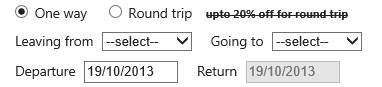 One way Round trip upto 20% off for round trip
Leaving from --select-- Going to --select--
Departure 19/10/2013 Return 19/10/2013